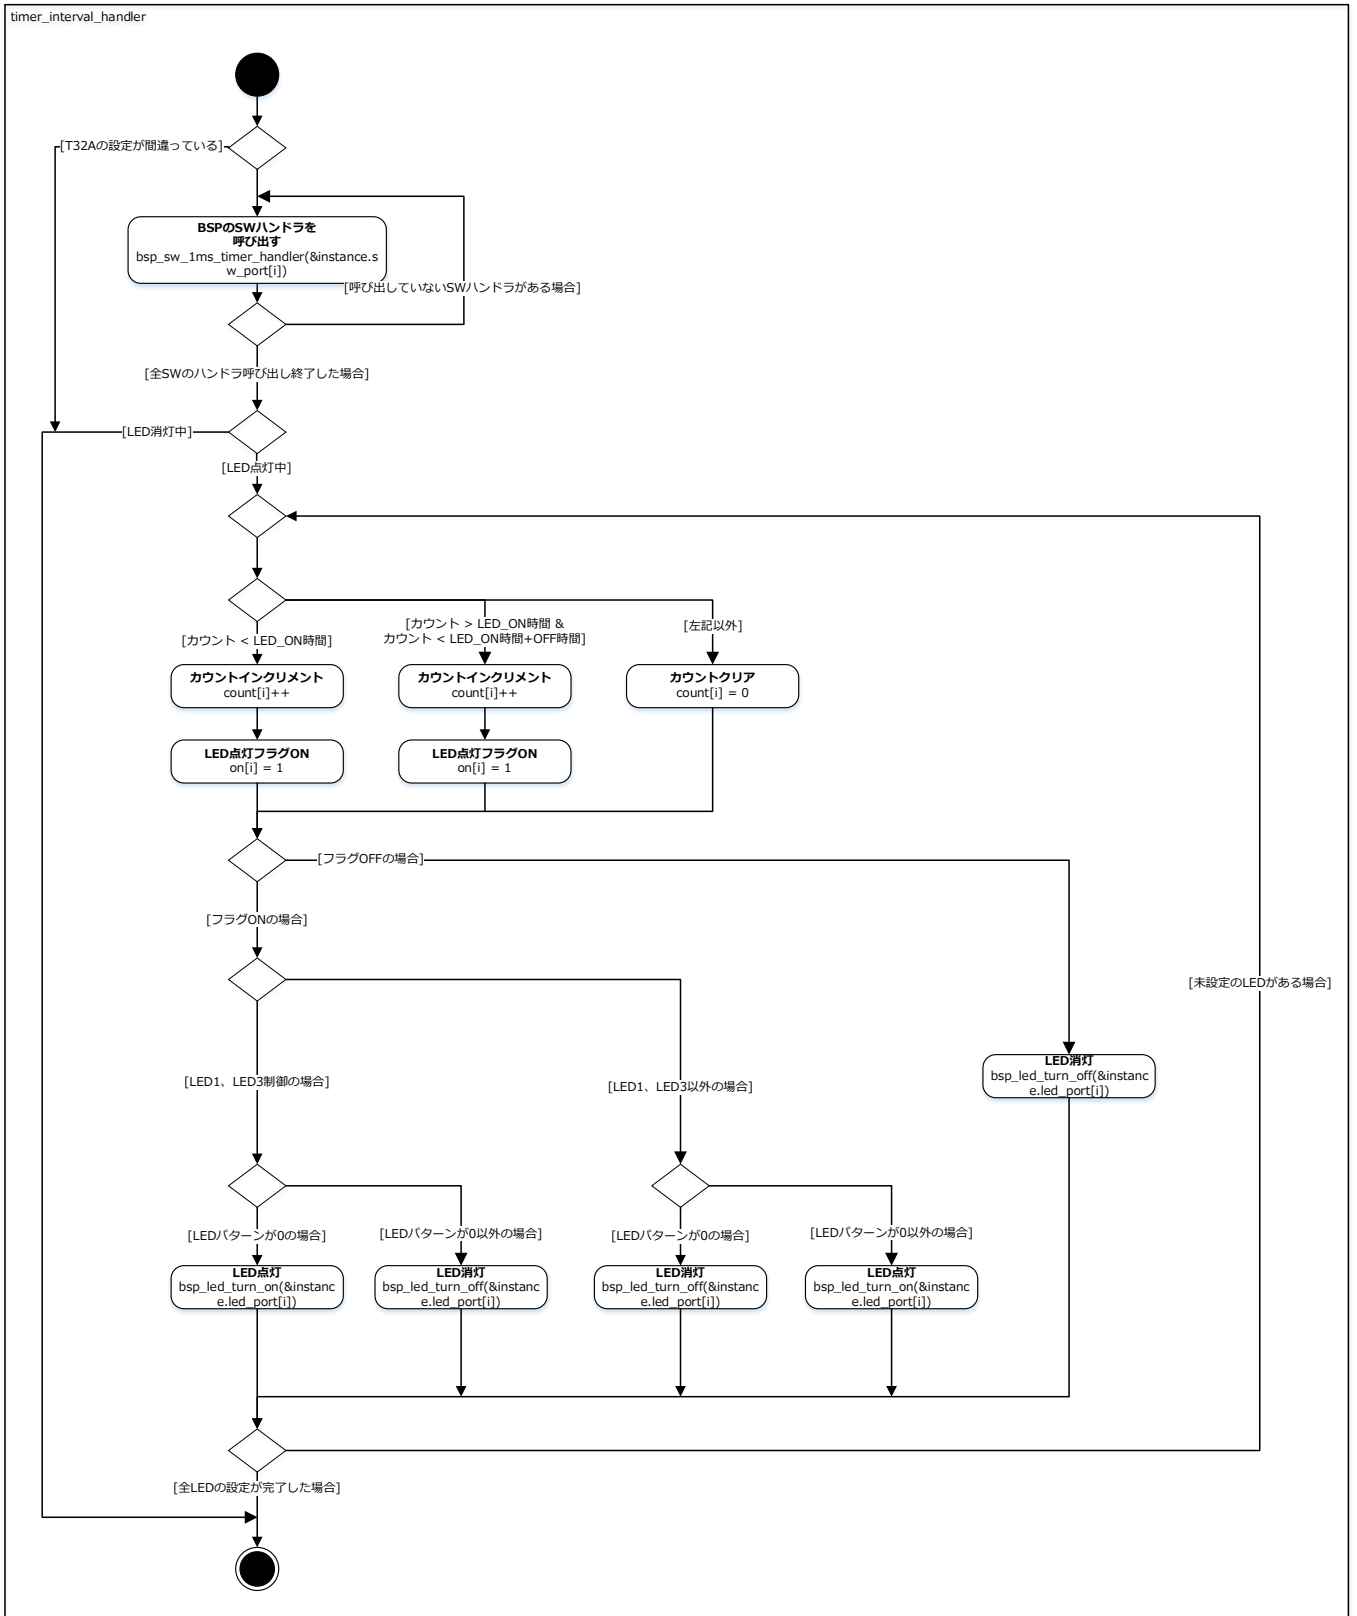 timer_interval_handler
[T32Aの設定が間違っている]
BSPのSWハンドラを
呼び出す
bsp_sw_1ms_timer_handler(&instance.s
w_port[i])
[呼び出していないSWハンドラがある場合]
[全SWのハンドラ呼び出し終了した場合]
[LED消灯中]
[LED点灯中]
[カウント < LED_ON時間]
[カウント > LED_ON時間 &
カウント < LED_ON時間+OFF時間]
[左記以外]
カウントインクリメント
count[i]++
カウントインクリメント
count[i]++
カウントクリア
count[i] = 0
LED点灯フラグON
on[i] = 1
LED点灯フラグON
on[i] = 1
[フラグOFFの場合]
[フラグONの場合]
[未設定のLEDがある場合]
LED消灯
bsp_led_turn_off(&instanc
e.led_port[i])
[LED1、LED3制御の場合]
[LED1、LED3以外の場合]
[LEDパターンが0の場合]
[LEDパターンが0以外の場合]
[LEDパターンが0の場合]
[LEDパターンが0以外の場合]
LED点灯
bsp_led_turn_on(&instanc
e.led_port[i])
LED消灯
bsp_led_turn_off(&instanc
e.led_port[i])
LED消灯
bsp_led_turn_off(&instanc
e.led_port[i])
LED点灯
bsp_led_turn_on(&instanc
e.led_port[i])
[全LEDの設定が完了した場合]